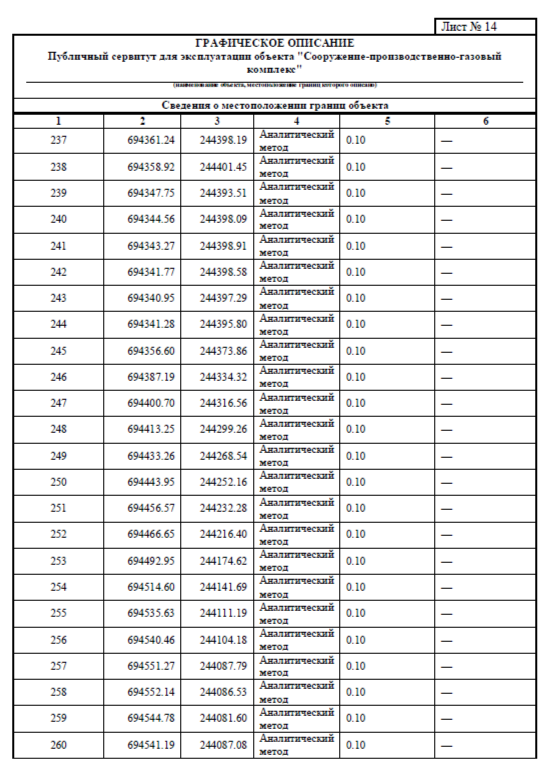 Лист № 14
ГРАФИЧЕСКОЕ ОПИСАНИЕ
Публичный сервитут для эксплуатации объекта "Сооружение-производственно-газовый
комплекс"
(наименование объекта, местоположение границ которого описано)
Сведения о местоположении границ объекта
1 2 3 4 5 6
237 694361.24 244398.19 Аналитический метод 0.10 —
238 694358.92 244401.45 Аналитический метод 0.10 —
239 694347.75 244393.51 Аналитический метод 0.10 —
240 694344.56 244398.09 Аналитический метод 0.10 —
241 694343.27 244398.91 Аналитический метод 0.10 —
242 694341.77 244398.58 Аналитический метод 0.10 —
243 694340.95 244397.29 Аналитический метод 0.10 —
244 694341.28 244395.80 Аналитический метод 0.10 —
245 694356.60 244373.86 Аналитический метод 0.10 —
246 694387.19 244334.32 Аналитический метод 0.10 —
247 694400.70 244316.56 Аналитический метод 0.10 —
248 694413.25 244299.26 Аналитический метод 0.10 —
249 694433.26 244268.54 Аналитический метод 0.10 —
250 694443.95 244252.16 Аналитический метод 0.10 —
251 694456.57 244232.28 Аналитический метод 0.10 —
252 694466.65 244216.40 Аналитический метод 0.10 —
253 694492.95 244174.62 Аналитический метод 0.10 —
254 694514.60 244141.69 Аналитический метод 0.10 —
255 694535.63 244111.19 Аналитический метод 0.10 —
256 694540.46 244104.18 Аналитический метод 0.10 —
257 694551.27 244087.79 Аналитический метод 0.10 —
258 694552.14 244086.53 Аналитический метод 0.10 —
259 694544.78 244081.60 Аналитический метод 0.10 —
260 694541.19 244087.08 Аналитический метод 0.10 —